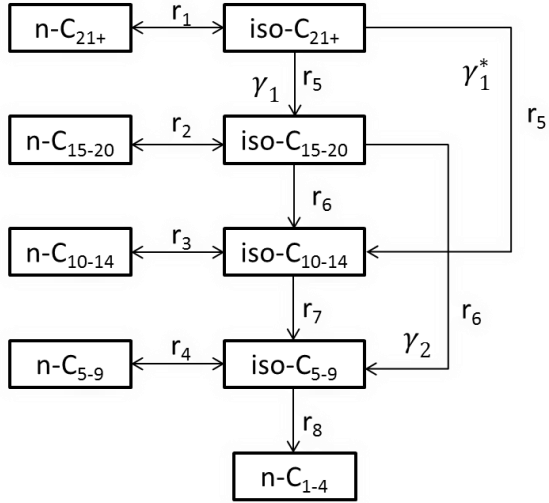 n-C₂₁₊ r₁ iso-C₂₁₊
γ₁ r₅ γ₁* r₅
n-C₁₅₋₂₀ r₂ iso-C₁₅₋₂₀
r₆
n-C₁₀₋₁₄ r₃ iso-C₁₀₋₁₄
r₇ r₆
n-C₅₋₉ r₄ iso-C₅₋₉ γ₂
r₈
n-C₁₋₄